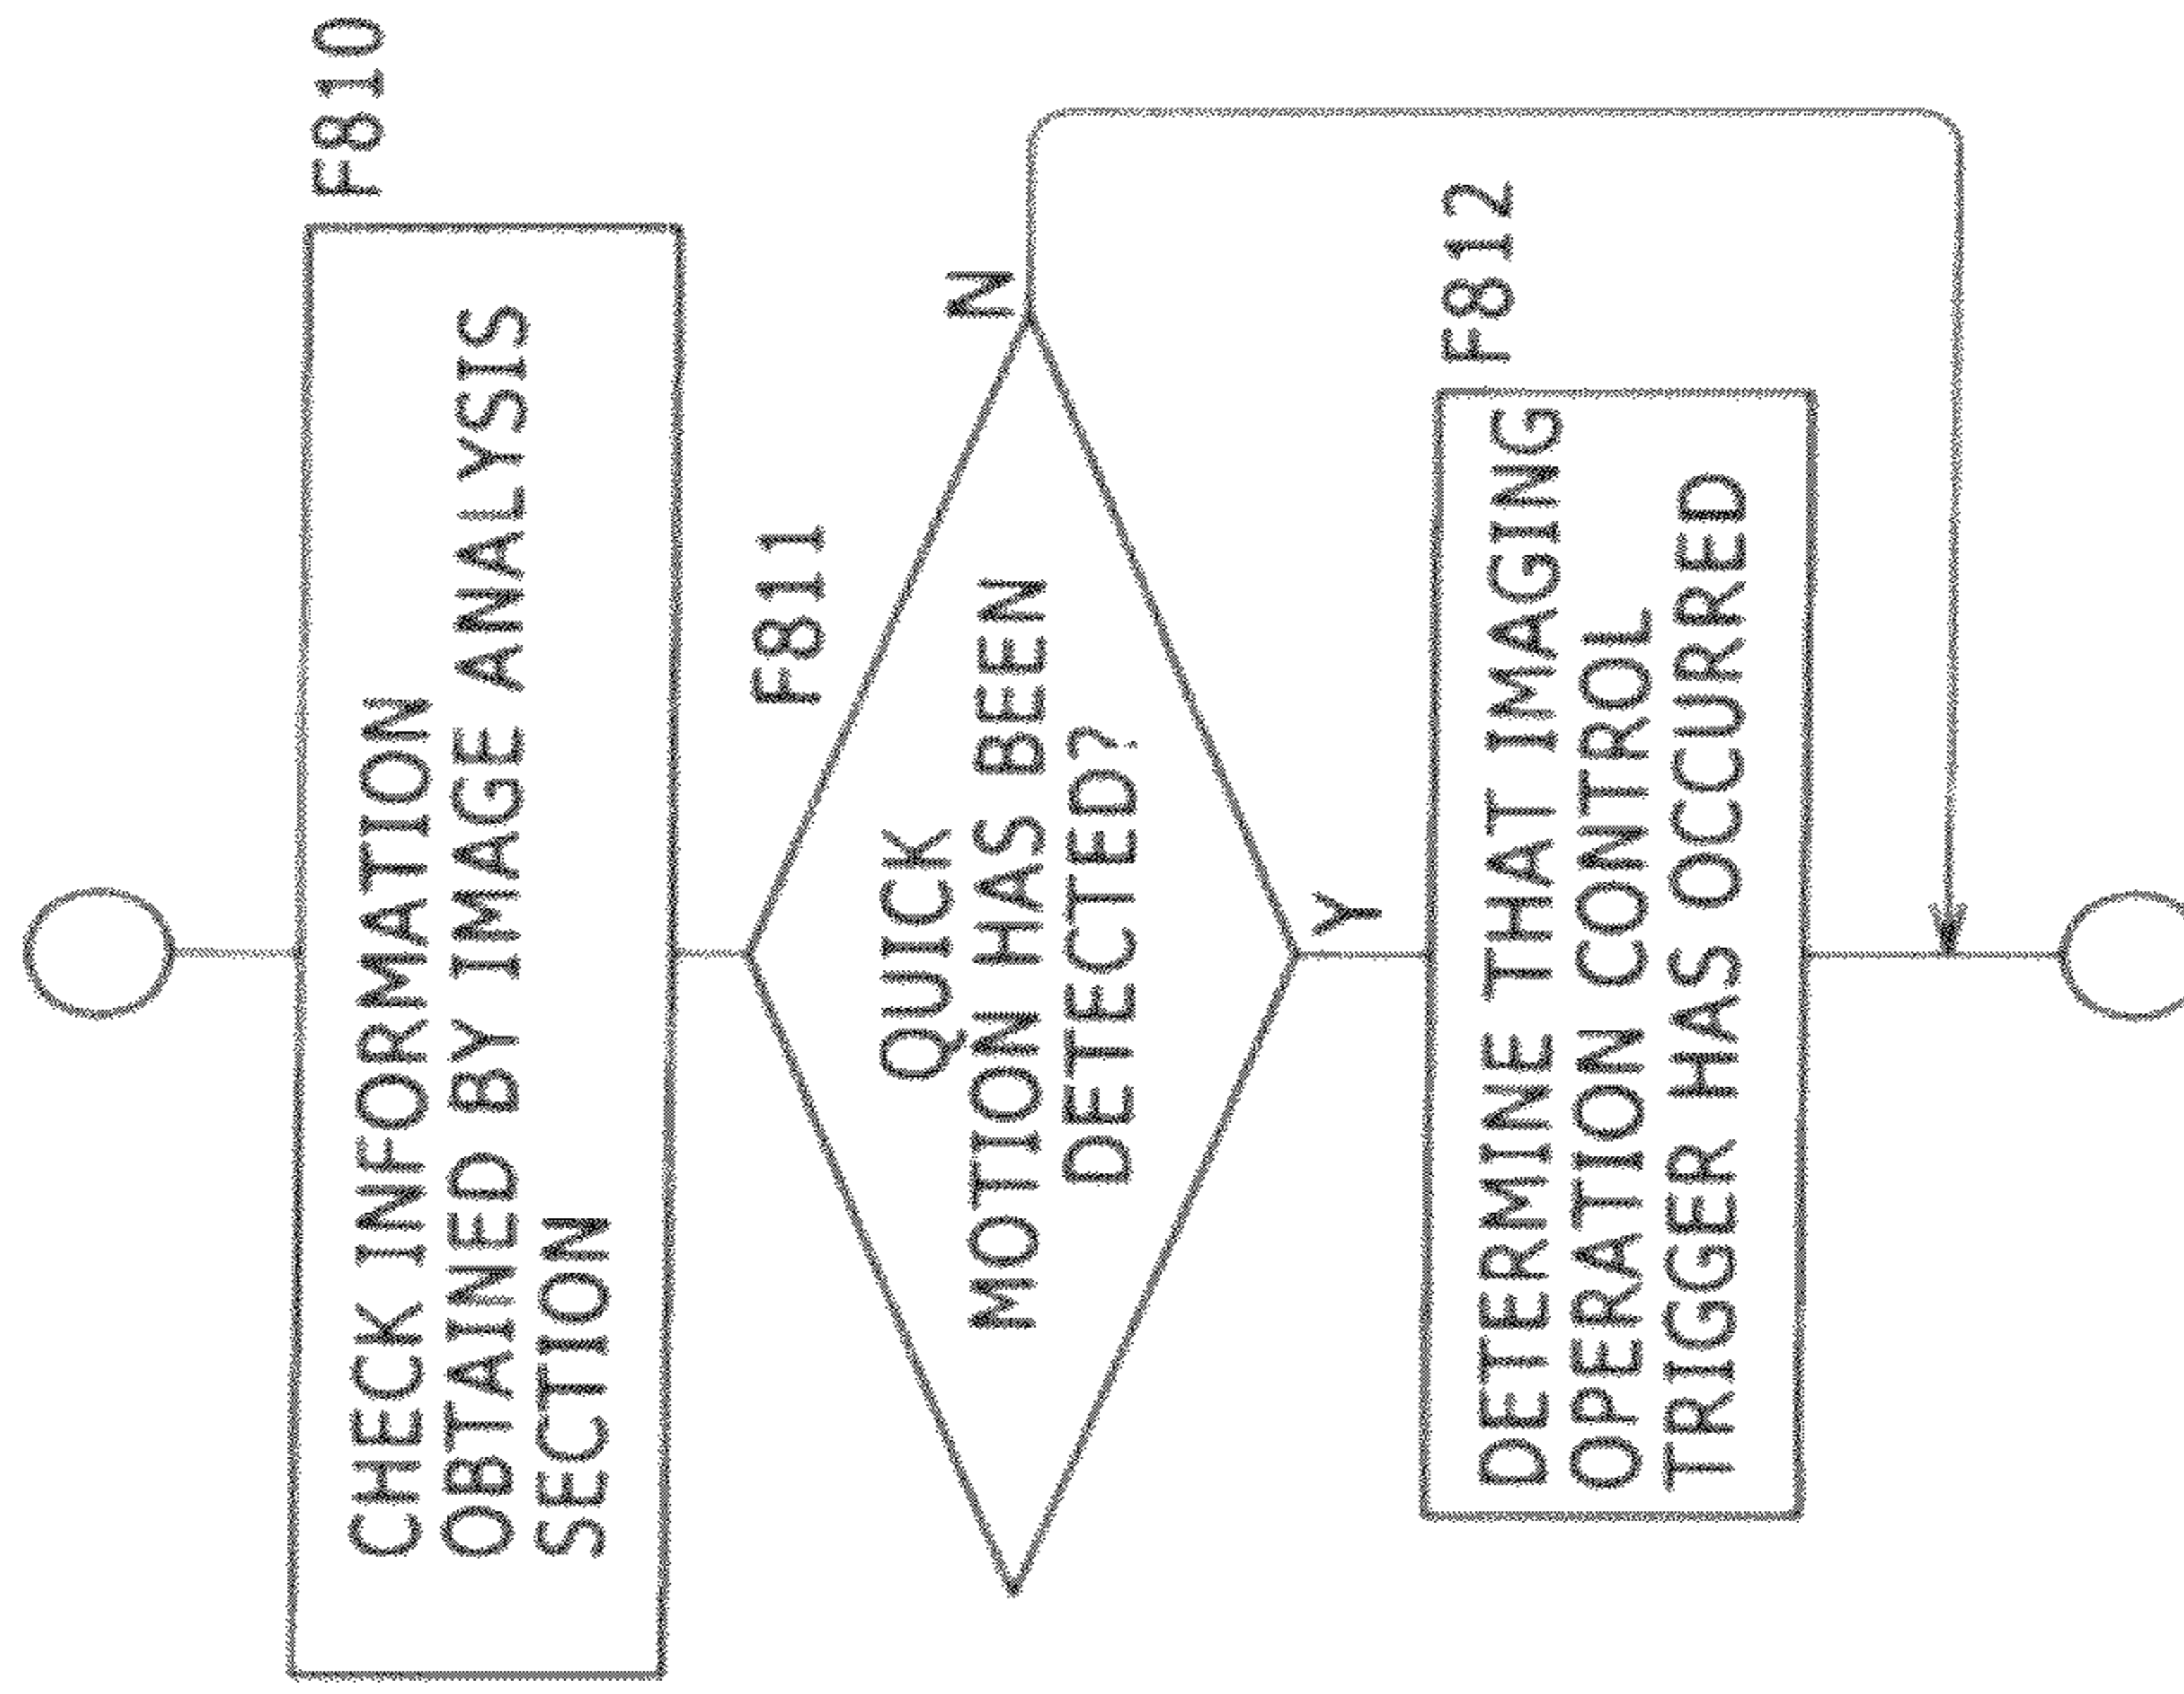 F810
CHECK INFORMATION
OBTAINED BY IMAGE ANALYSIS
SECTION
F811
QUICK
MOTION HAS BEEN
DETECTED?
N
Y
F812
DETERMINE THAT IMAGING
OPERATION CONTROL
TRIGGER HAS OCCURRED